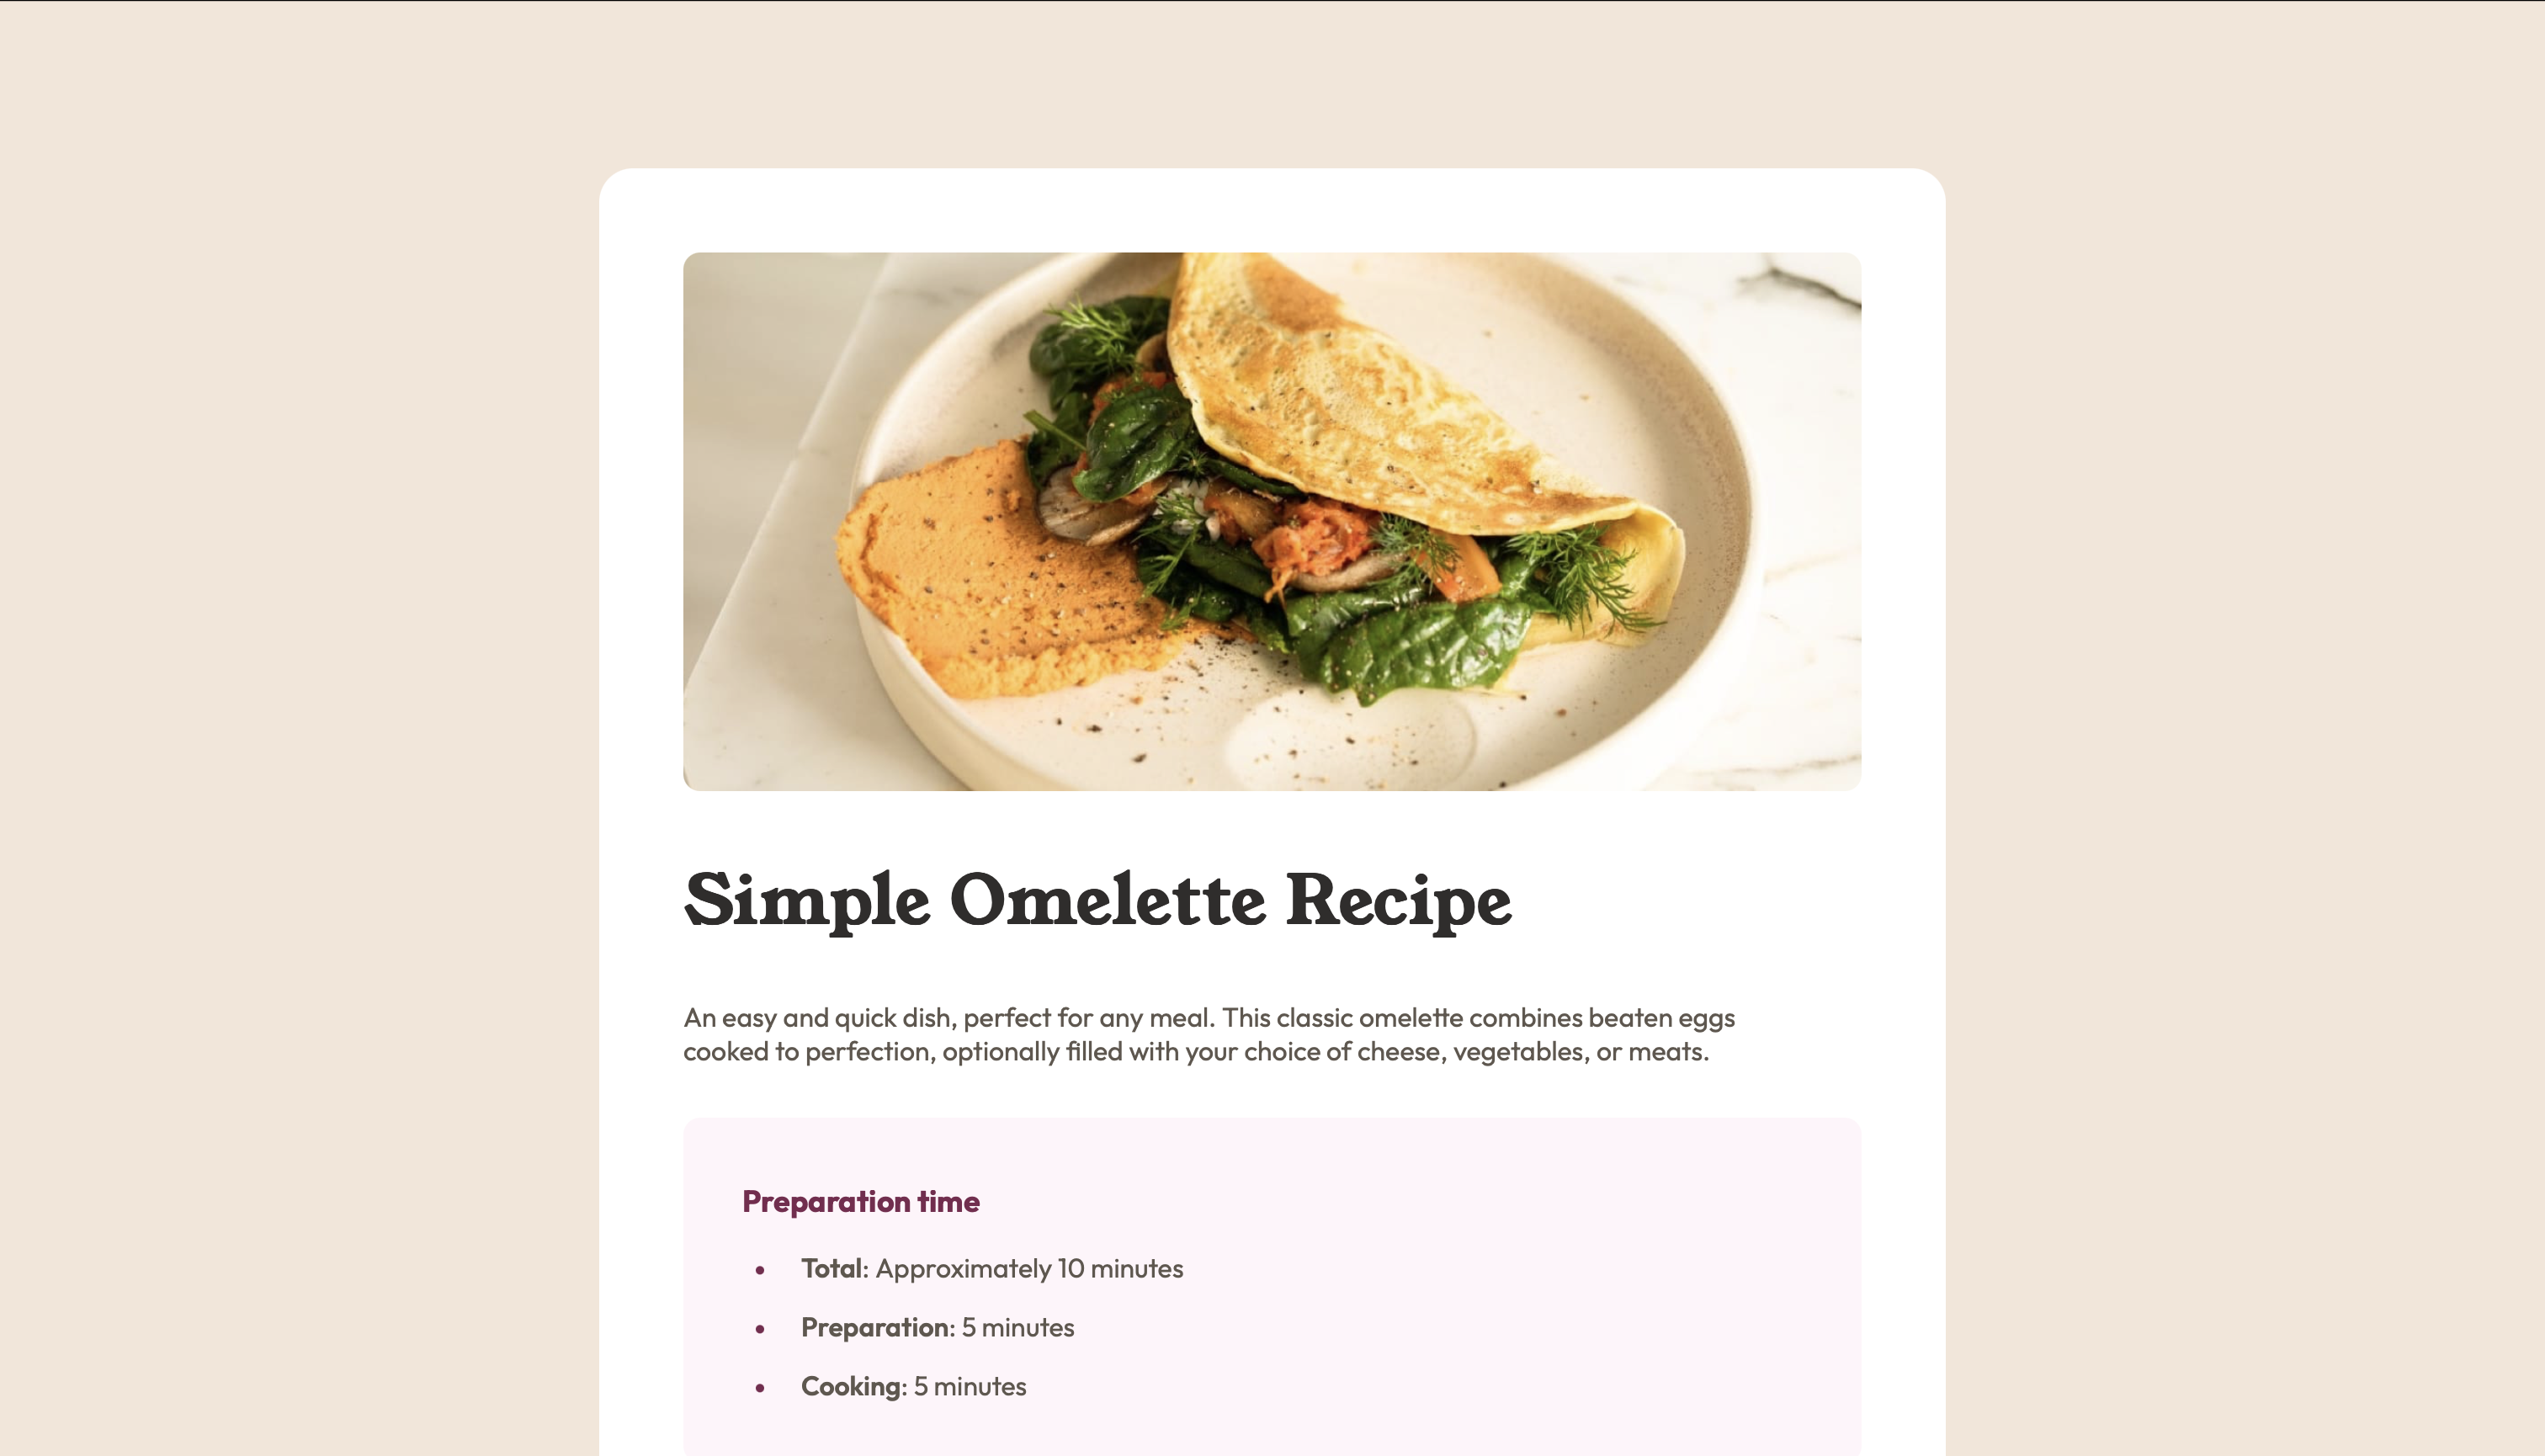 Simple Omelette Recipe
An easy and quick dish, perfect for any meal. This classic omelette combines beaten eggs
cooked to perfection, optionally filled with your choice of cheese, vegetables, or meats.
Preparation time
• Total: Approximately 10 minutes
• Preparation: 5 minutes
• Cooking: 5 minutes